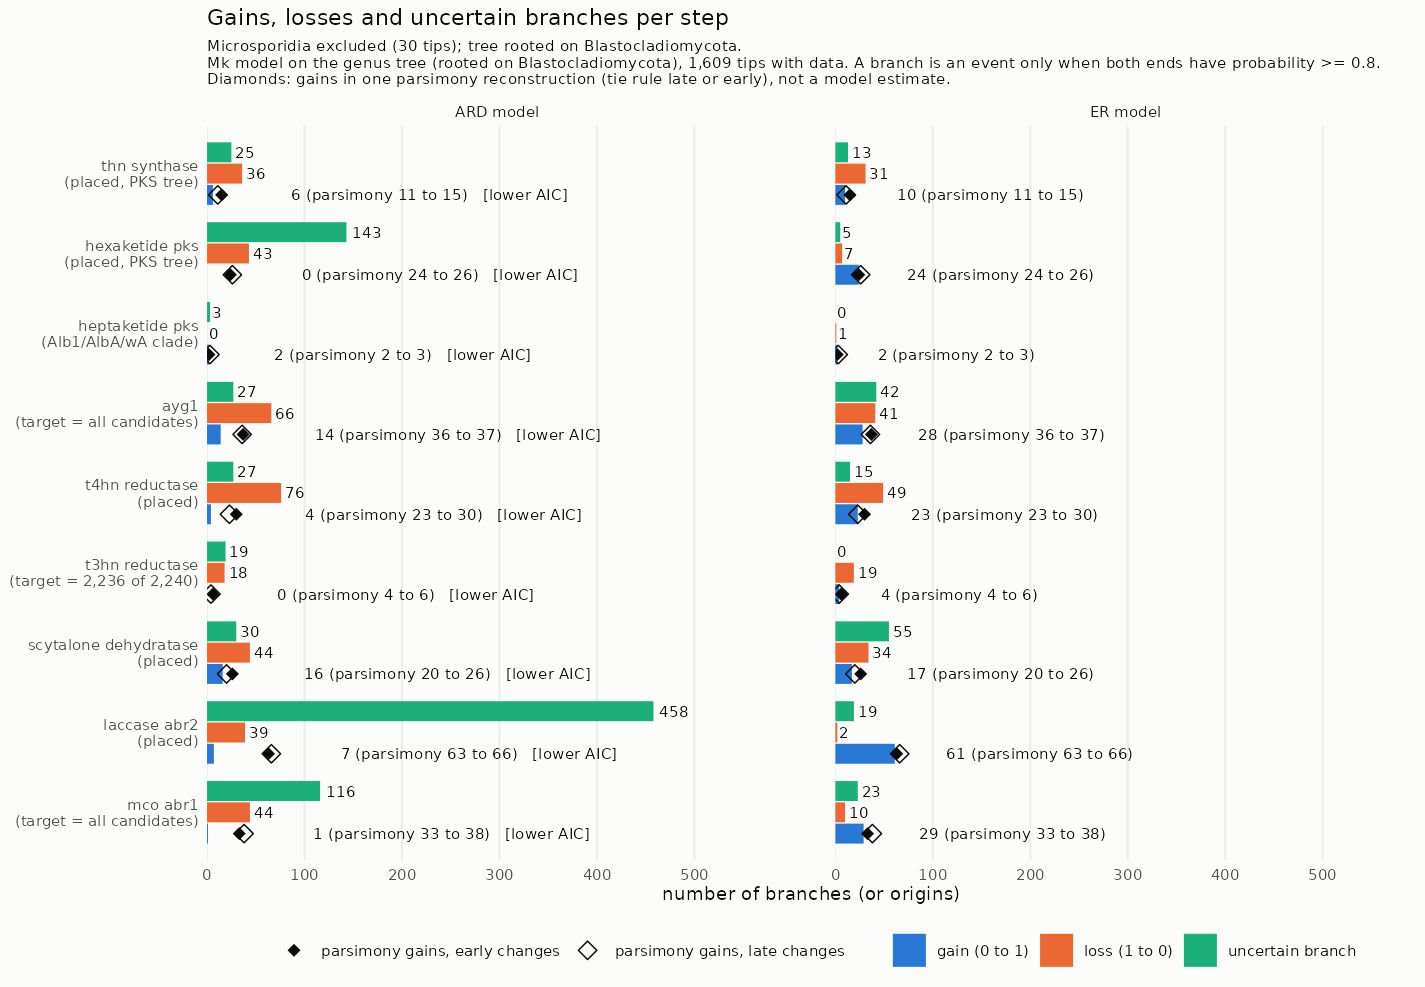 Gains, losses and uncertain branches per step
Microsporidia excluded (30 tips); tree rooted on Blastocladiomycota.
Mk model on the genus tree (rooted on Blastocladiomycota), 1,609 tips with data. A branch is an event only when both ends have probability >= 0.8.
Diamonds: gains in one parsimony reconstruction (tie rule late or early), not a model estimate.
ARD model
ER model
thn synthase
(placed, PKS tree)
25
36
6 (parsimony 11 to 15) [lower AIC]
13
31
10 (parsimony 11 to 15)
hexaketide pks
(placed, PKS tree)
143
43
0 (parsimony 24 to 26) [lower AIC]
5
7
24 (parsimony 24 to 26)
heptaketide pks
(Alb1/AlbA/wA clade)
3
0
2 (parsimony 2 to 3) [lower AIC]
0
1
2 (parsimony 2 to 3)
ayg1
(target = all candidates)
27
66
14 (parsimony 36 to 37) [lower AIC]
42
41
28 (parsimony 36 to 37)
t4hn reductase
(placed)
27
76
4 (parsimony 23 to 30) [lower AIC]
15
49
23 (parsimony 23 to 30)
t3hn reductase
(target = 2,236 of 2,240)
19
18
0 (parsimony 4 to 6) [lower AIC]
0
19
4 (parsimony 4 to 6)
scytalone dehydratase
(placed)
30
44
16 (parsimony 20 to 26) [lower AIC]
55
34
17 (parsimony 20 to 26)
laccase abr2
(placed)
458
39
7 (parsimony 63 to 66) [lower AIC]
19
2
61 (parsimony 63 to 66)
mco abr1
(target = all candidates)
116
44
1 (parsimony 33 to 38) [lower AIC]
23
10
29 (parsimony 33 to 38)
0 100 200 300 400 500
0 100 200 300 400 500
number of branches (or origins)
parsimony gains, early changes
parsimony gains, late changes
gain (0 to 1)
loss (1 to 0)
uncertain branch